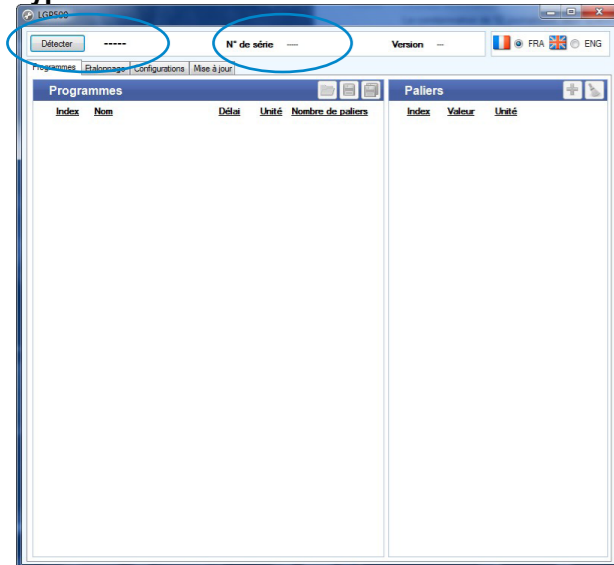 LGP500
Détecter ----- N° de série ---- Version --- FRA ENG
Programmes Etalonnage Configurations Mise à jour
Programmes Paliers
Index Nom Délai Unité Nombre de paliers Index Valeur Unité